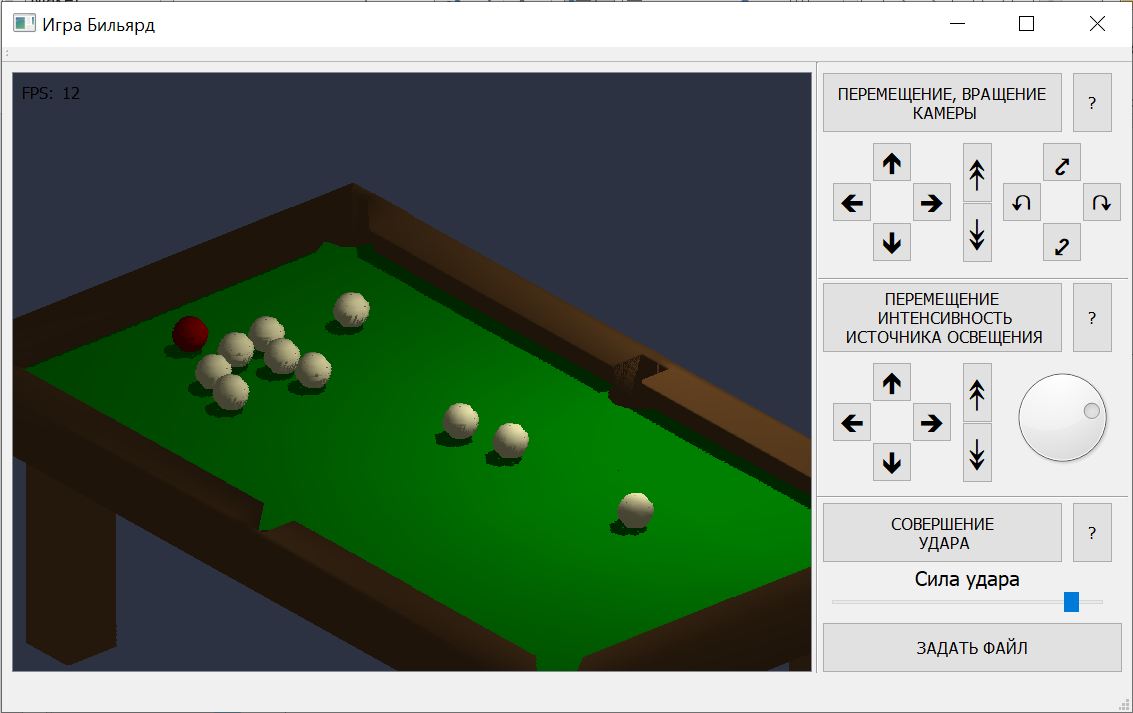 Игра Бильярд
FPS: 12
ПЕРЕМЕЩЕНИЕ, ВРАЩЕНИЕ
КАМЕРЫ
?
ПЕРЕМЕЩЕНИЕ
ИНТЕНСИВНОСТЬ
ИСТОЧНИКА ОСВЕЩЕНИЯ
?
СОВЕРШЕНИЕ
УДАРА
?
Сила удара
ЗАДАТЬ ФАЙЛ